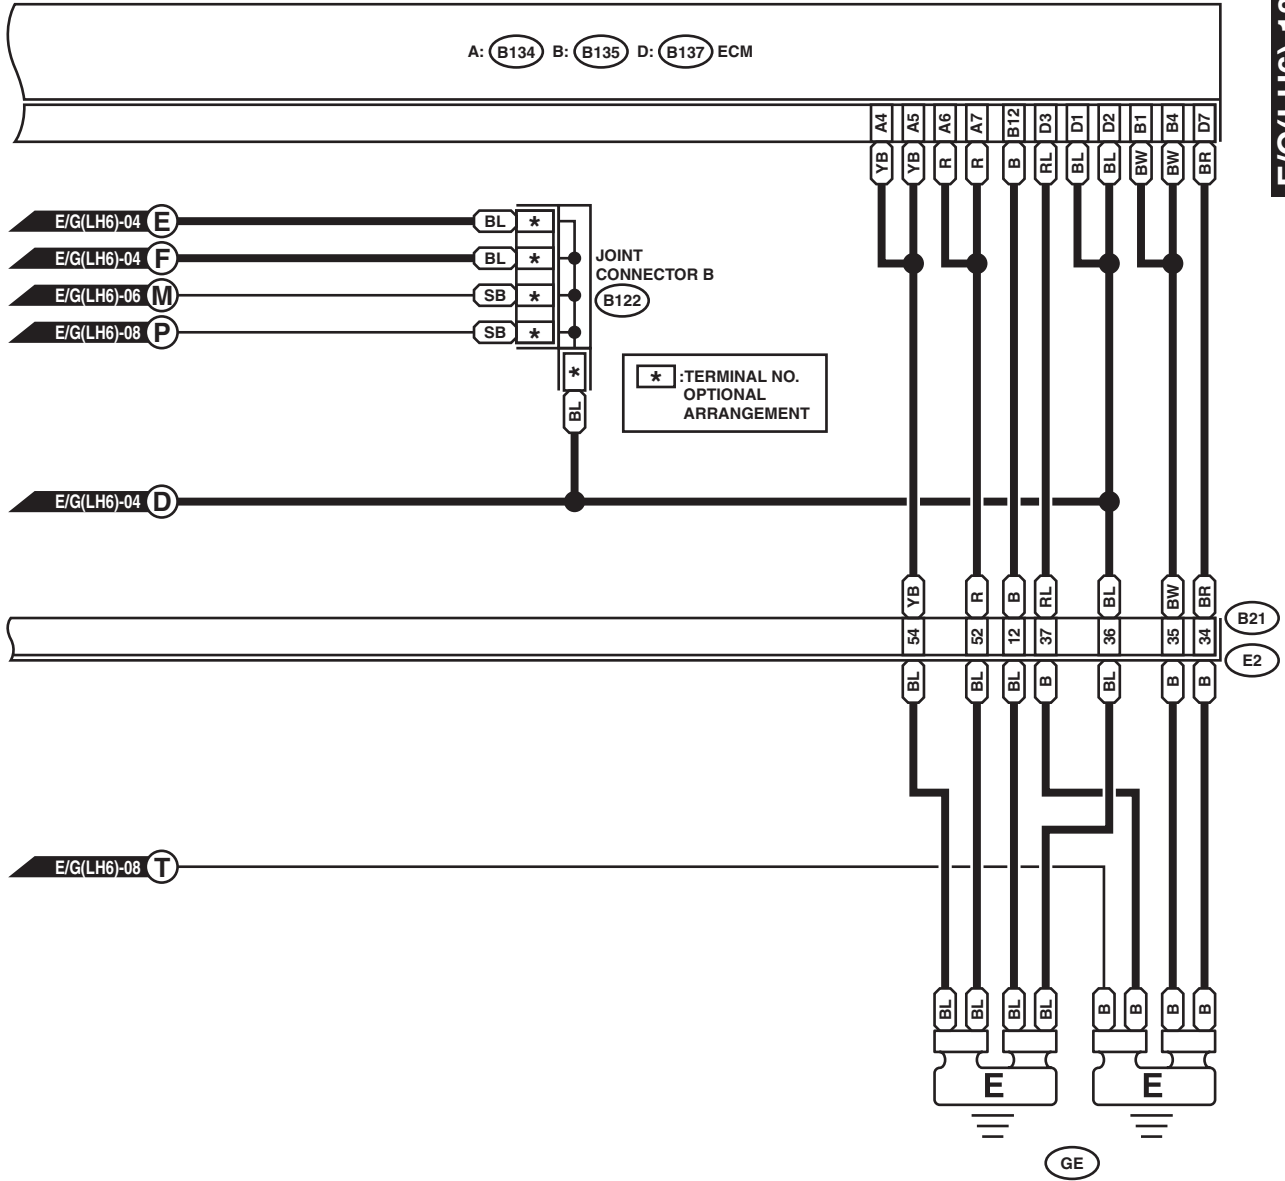 A: B134 B: B135 D: B137 ECM
A4 A5 A6 A7 B12 D3 D1 D2 B1 B4 D7
YB YB R R B RL BL BL BW BW BR
E/G(LH6)-04 E BL *
E/G(LH6)-04 F BL *
E/G(LH6)-06 M SB *
E/G(LH6)-08 P SB *
JOINT
CONNECTOR B
B122
*
BL
* :TERMINAL NO.
OPTIONAL
ARRANGEMENT
E/G(LH6)-04 D
YB R B RL BL BW BR
54 52 12 37 36 35 34
B21
E2
BL BL BL B BL B B
E/G(LH6)-08 T
BL BL BL BL B B B B
E E
GE